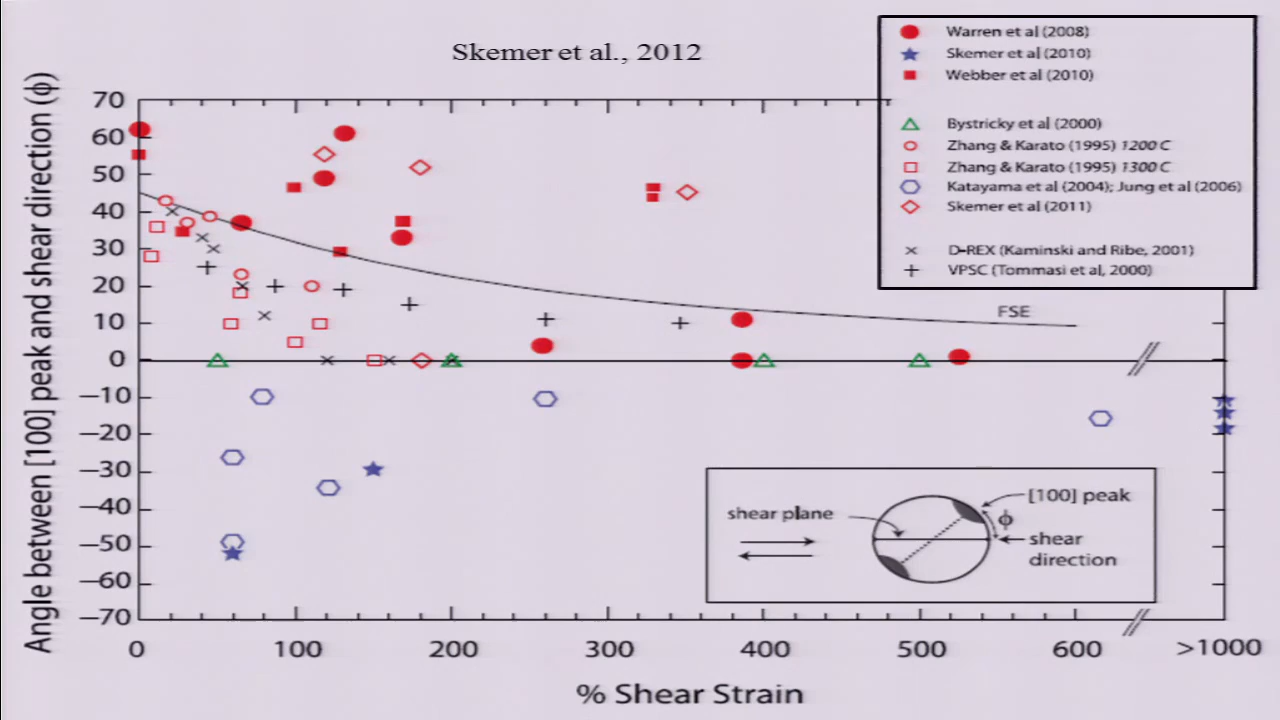 Skemer et al., 2012
Warren et al (2008)
Skemer et al (2010)
Webber et al (2010)
Bystricky et al (2000)
Zhang & Karato (1995) 1200 C
Zhang & Karato (1995) 1300 C
Katayama et al (2004); Jung et al (2006)
Skemer et al (2011)
D-REX (Kaminski and Ribe, 2001)
VPSC (Tommasi et al, 2000)
Angle between [100] peak and shear direction (ϕ)
70
60
50
40
30
20
10
0
−10
−20
−30
−40
−50
−60
−70
FSE
shear plane
[100] peak
ϕ
shear
direction
0 100 200 300 400 500 600 >1000
% Shear Strain